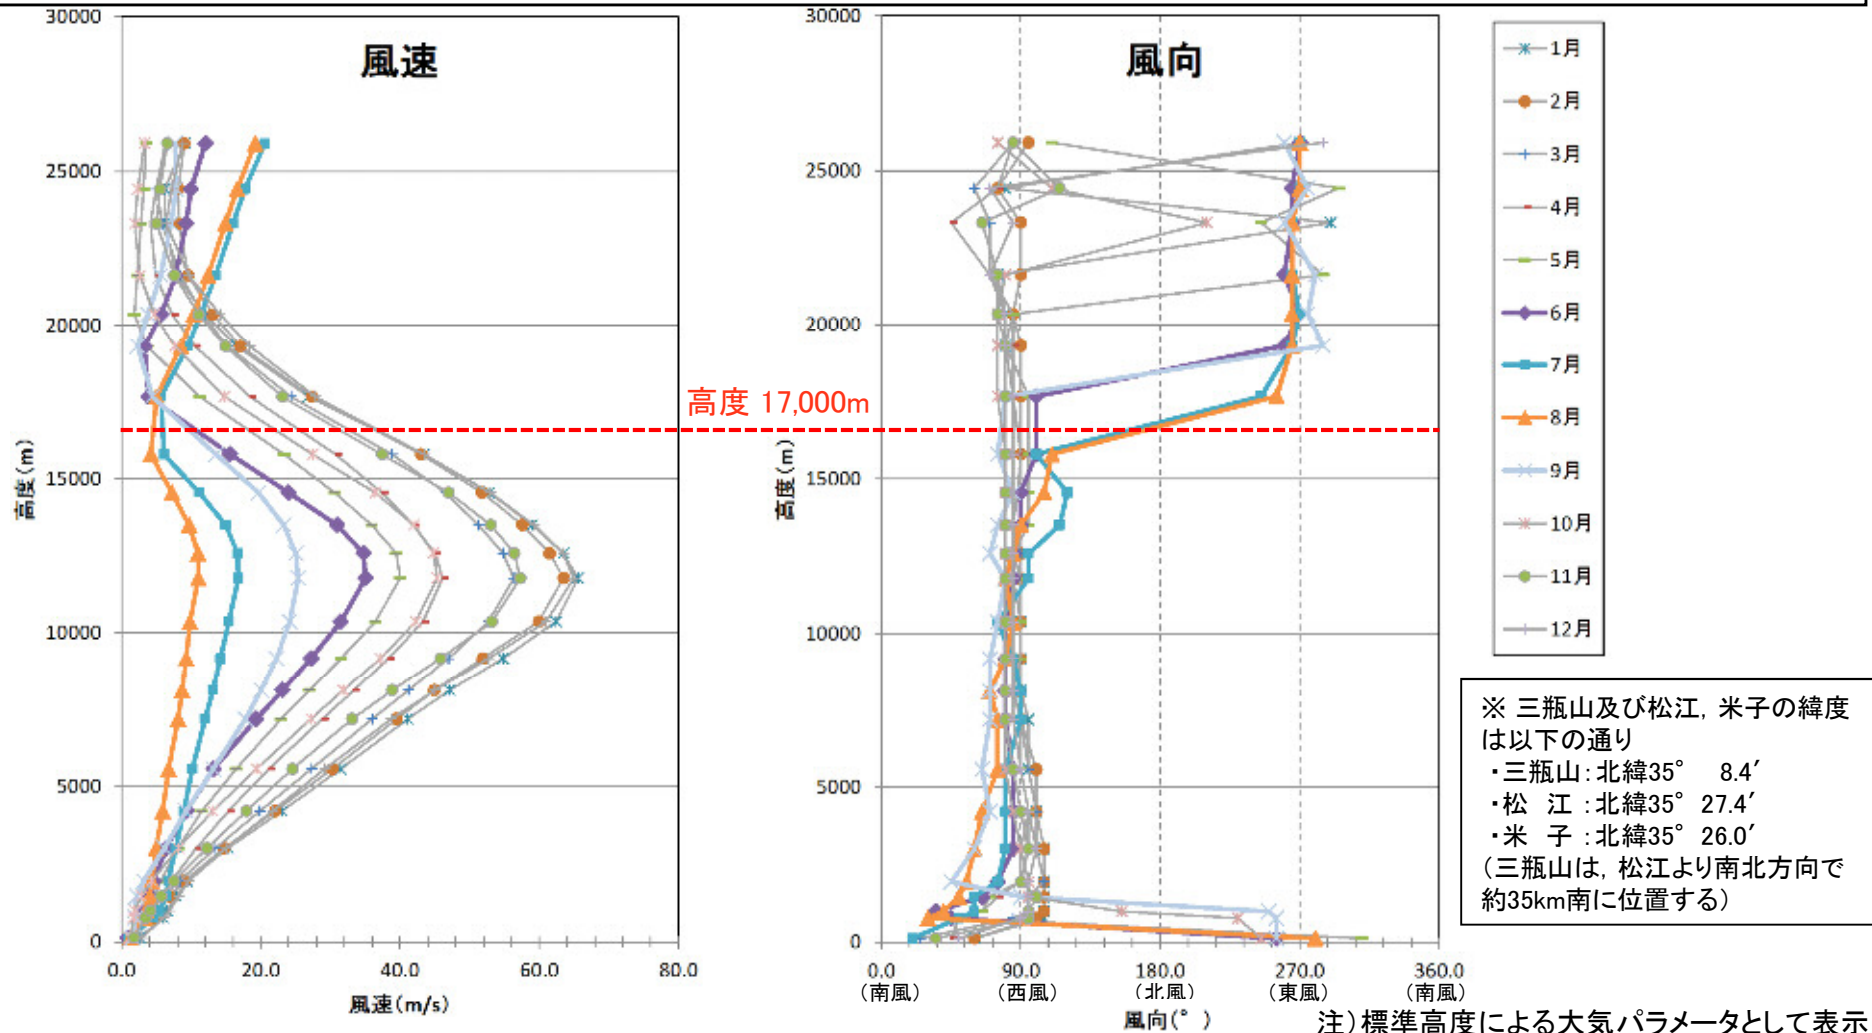 風速
30000
25000
20000
15000
10000
5000
0
高度(m)
0.0 20.0 40.0 60.0 80.0
風速(m/s)
高度 17,000m
風向
30000
25000
20000
15000
10000
5000
0
高度(m)
0.0 90.0 180.0 270.0 360.0
(南風) (西風) (北風) (東風) (南風)
風向(°)
1月
2月
3月
4月
5月
6月
7月
8月
9月
10月
11月
12月
※ 三瓶山及び松江, 米子の緯度
は以下の通り
・三瓶山:北緯35° 8.4′
・松 江:北緯35° 27.4′
・米 子:北緯35° 26.0′
(三瓶山は, 松江より南北方向で
約35km南に位置する)
注)標準高度による大気パラメータとして表示